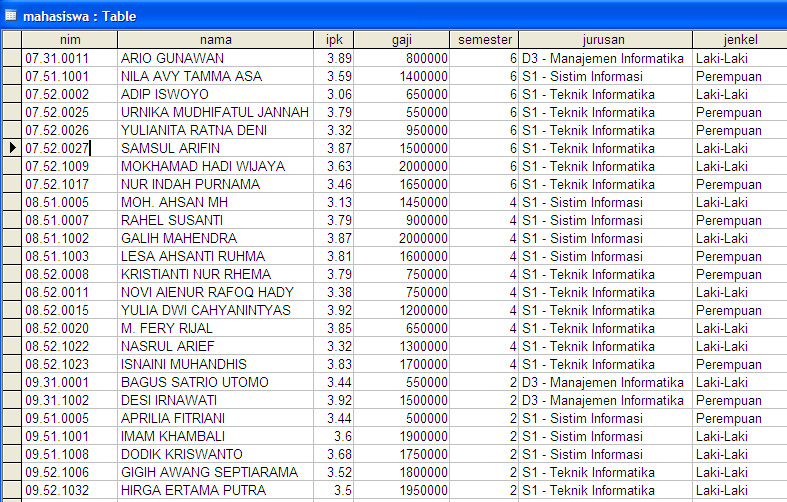 mahasiswa : Table
nim nama ipk gaji semester jurusan jenkel
07.31.0011 ARIO GUNAWAN 3.89 800000 6 D3 - Manajemen Informatika Laki-Laki
07.51.1001 NILA AVY TAMMA ASA 3.59 1400000 6 S1 - Sistim Informasi Perempuan
07.52.0002 ADIP ISWOYO 3.06 650000 6 S1 - Teknik Informatika Laki-Laki
07.52.0025 URNIKA MUDHIFATUL JANNAH 3.79 550000 6 S1 - Teknik Informatika Perempuan
07.52.0026 YULIANITA RATNA DENI 3.32 950000 6 S1 - Teknik Informatika Perempuan
07.52.0027 SAMSUL ARIFIN 3.87 1500000 6 S1 - Teknik Informatika Laki-Laki
07.52.1009 MOKHAMAD HADI WIJAYA 3.63 2000000 6 S1 - Teknik Informatika Laki-Laki
07.52.1017 NUR INDAH PURNAMA 3.46 1650000 6 S1 - Teknik Informatika Perempuan
08.51.0005 MOH. AHSAN MH 3.13 1450000 4 S1 - Sistim Informasi Laki-Laki
08.51.0007 RAHEL SUSANTI 3.79 900000 4 S1 - Sistim Informasi Perempuan
08.51.1002 GALIH MAHENDRA 3.87 2000000 4 S1 - Sistim Informasi Laki-Laki
08.51.1003 LESA AHSANTI RUHMA 3.81 1600000 4 S1 - Sistim Informasi Perempuan
08.52.0008 KRISTIANTI NUR RHEMA 3.79 750000 4 S1 - Teknik Informatika Perempuan
08.52.0011 NOVI AIENUR RAFOQ HADY 3.38 750000 4 S1 - Teknik Informatika Laki-Laki
08.52.0015 YULIA DWI CAHYANINTYAS 3.92 1200000 4 S1 - Teknik Informatika Perempuan
08.52.0020 M. FERY RIJAL 3.85 650000 4 S1 - Teknik Informatika Laki-Laki
08.52.1022 NASRUL ARIEF 3.32 1300000 4 S1 - Teknik Informatika Laki-Laki
08.52.1023 ISNAINI MUHANDHIS 3.83 1700000 4 S1 - Teknik Informatika Perempuan
09.31.0001 BAGUS SATRIO UTOMO 3.44 550000 2 D3 - Manajemen Informatika Laki-Laki
09.31.1002 DESI IRNAWATI 3.92 1500000 2 D3 - Manajemen Informatika Perempuan
09.51.0005 APRILIA FITRIANI 3.44 500000 2 S1 - Sistim Informasi Perempuan
09.51.1001 IMAM KHAMBALI 3.6 1900000 2 S1 - Sistim Informasi Laki-Laki
09.51.1008 DODIK KRISWANTO 3.68 1750000 2 S1 - Sistim Informasi Laki-Laki
09.52.1006 GIGIH AWANG SEPTIARAMA 3.52 1800000 2 S1 - Teknik Informatika Laki-Laki
09.52.1032 HIRGA ERTAMA PUTRA 3.5 1950000 2 S1 - Teknik Informatika Laki-Laki